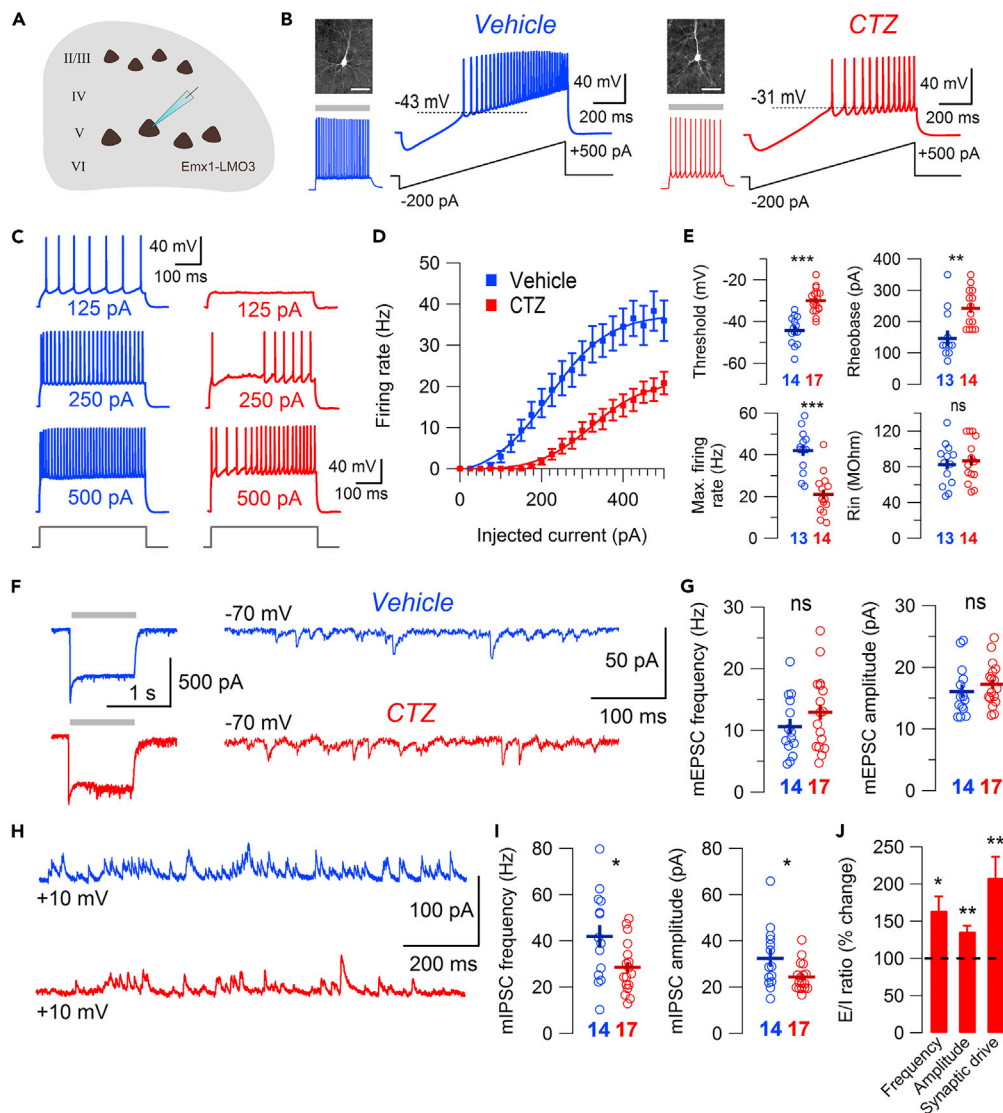 A
II/III
IV
V
VI
Emx1-LMO3
B
Vehicle
-43 mV
40 mV
200 ms
+500 pA
-200 pA
CTZ
-31 mV
40 mV
200 ms
+500 pA
-200 pA
C
40 mV
100 ms
125 pA
125 pA
250 pA
250 pA
500 pA
500 pA
40 mV
100 ms
D
Firing rate (Hz)
50
40
30
20
10
0
Vehicle
CTZ
0
200
400
Injected current (pA)
E
Threshold (mV)
-20
-40
-60
***
14 17
Rheobase (pA)
400
300
200
100
0
**
13 14
Max. firing
rate (Hz)
60
40
20
0
***
13 14
Rin (MOhm)
120
80
40
0
ns
13 14
F
Vehicle
-70 mV
1 s
500 pA
50 pA
100 ms
CTZ
-70 mV
G
mEPSC frequency (Hz)
30
20
10
0
ns
14 17
mEPSC amplitude (pA)
30
20
10
0
ns
14 17
H
+10 mV
100 pA
200 ms
+10 mV
I
mIPSC frequency (Hz)
80
60
40
20
0
*
14 17
mIPSC amplitude (pA)
80
60
40
20
0
*
14 17
J
E/I ratio (% change)
250
200
150
100
50
0
*
**
**
Frequency
Amplitude
Synaptic drive